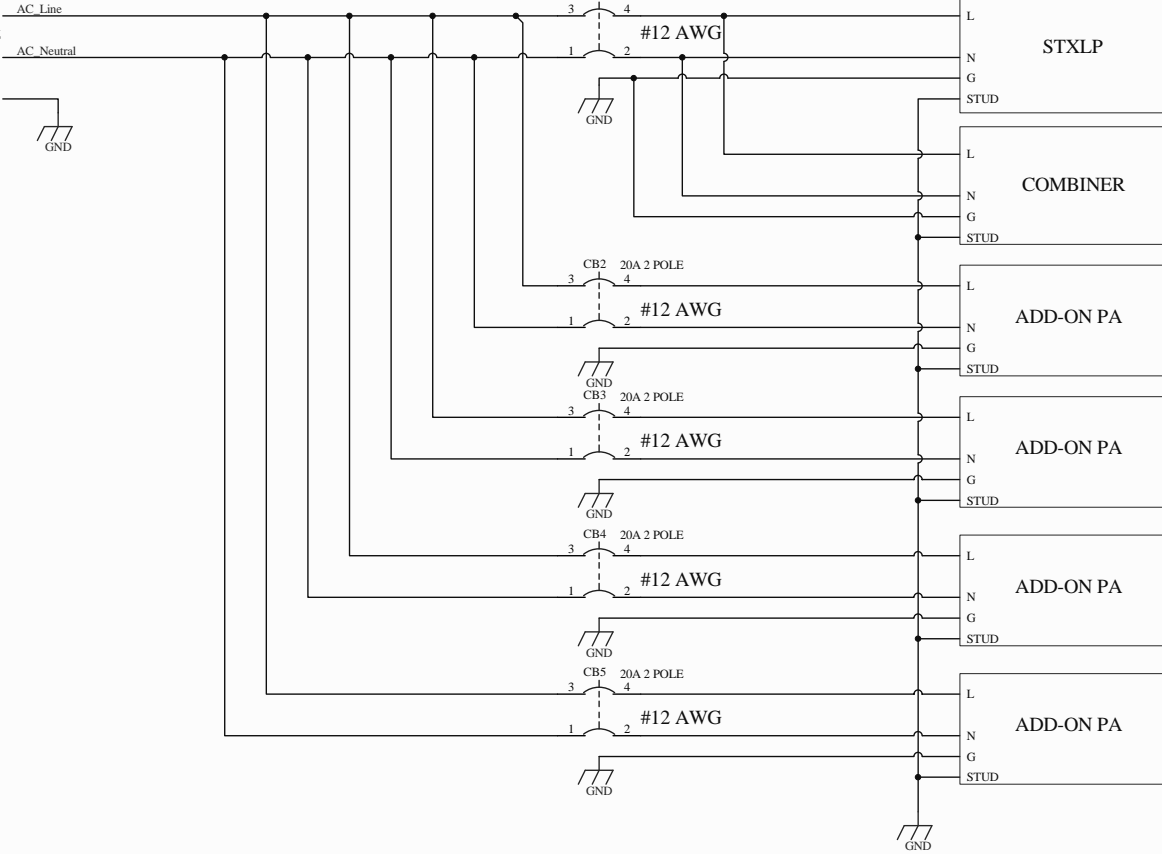 AC_Line 3 4 L
#12 AWG STXLP
AC_Neutral 1 2 N
G
STUD
GND
GND
L
COMBINER
N
G
STUD
CB2 20A 2 POLE
3 4 L
#12 AWG ADD-ON PA
1 2 N
G
STUD
GND
CB3 20A 2 POLE
3 4 L
#12 AWG ADD-ON PA
1 2 N
G
STUD
GND
CB4 20A 2 POLE
3 4 L
#12 AWG ADD-ON PA
1 2 N
G
STUD
GND
CB5 20A 2 POLE
3 4 L
#12 AWG ADD-ON PA
1 2 N
G
STUD
GND
GND